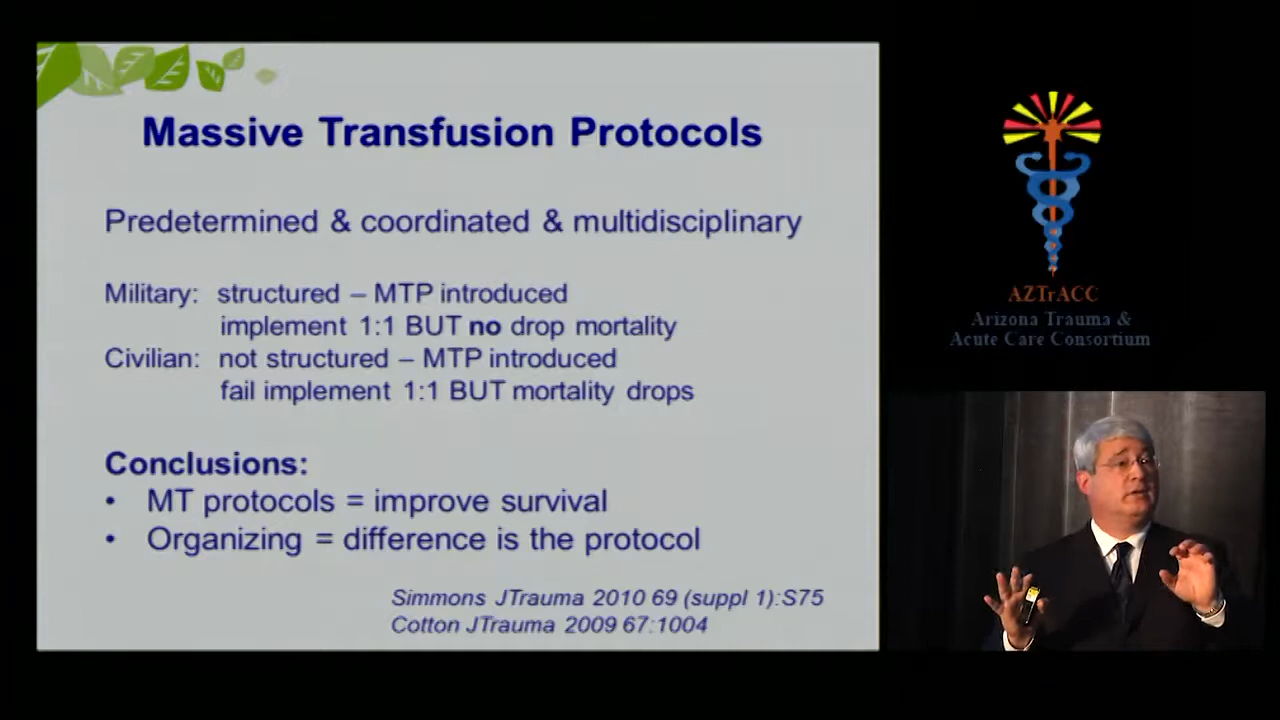 Massive Transfusion Protocols
Predetermined & coordinated & multidisciplinary
Military: structured – MTP introduced
implement 1:1 BUT no drop mortality
Civilian: not structured – MTP introduced
fail implement 1:1 BUT mortality drops
Conclusions:
• MT protocols = improve survival
• Organizing = difference is the protocol
Simmons JTrauma 2010 69 (suppl 1):S75
Cotton JTrauma 2009 67:1004
AZTrACC
Arizona Trauma &
Acute Care Consortium